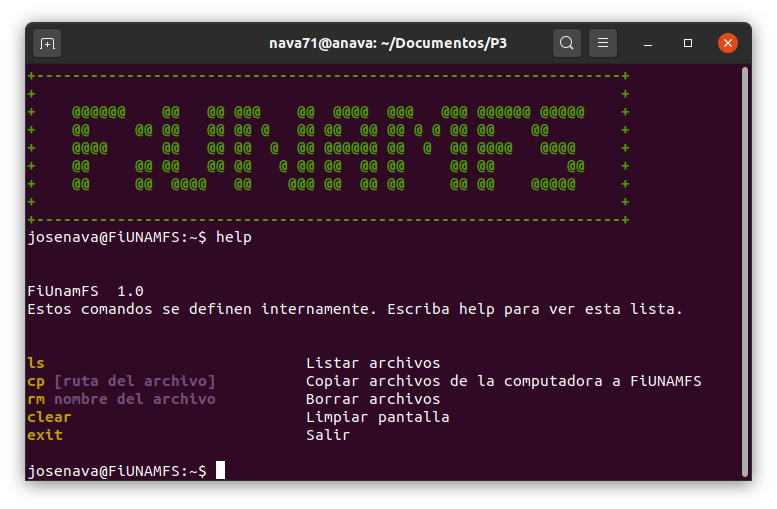 nava71@anava: ~/Documentos/P3
+-----------------------------------------------------------------+
+                                                                 +
+    @@@@@@    @@   @@ @@@    @@  @@@@  @@@   @@@ @@@@@@ @@@@@    +
+    @@     @@ @@   @@ @@ @   @@ @@  @@ @@ @ @ @@ @@    @@        +
+    @@@@      @@   @@ @@  @  @@ @@@@@@ @@  @  @@ @@@@   @@@@     +
+    @@     @@ @@   @@ @@   @ @@ @@  @@ @@     @@ @@        @@    +
+    @@     @@  @@@@   @@    @@@ @@  @@ @@     @@ @@    @@@@@     +
+                                                                 +
+-----------------------------------------------------------------+
josenava@FiUNAMFS:~$ help
FiUnamFS  1.0
Estos comandos se definen internamente. Escriba help para ver esta lista.
ls                             Listar archivos
cp [ruta del archivo]          Copiar archivos de la computadora a FiUNAMFS
rm nombre del archivo          Borrar archivos
clear                          Limpiar pantalla
exit                           Salir
josenava@FiUNAMFS:~$